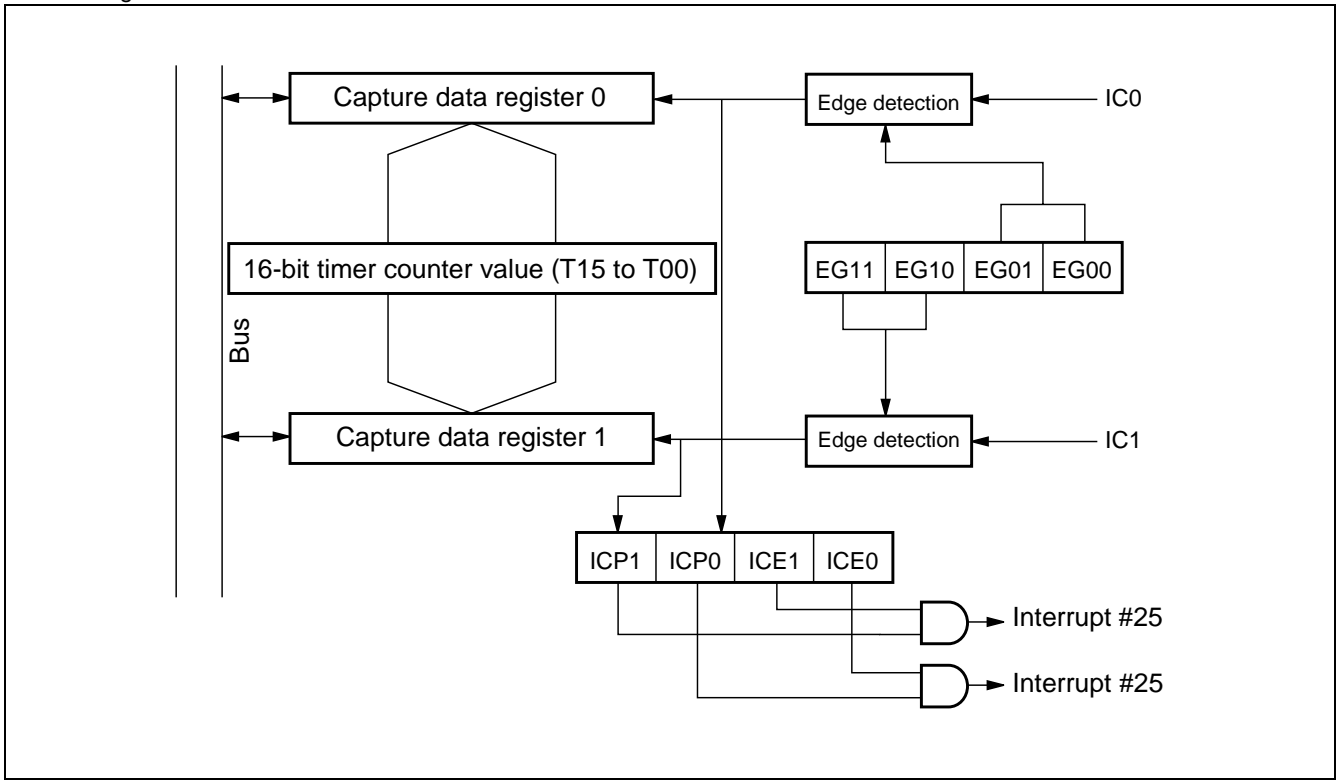 Capture data register 0
Edge detection
IC0
16-bit timer counter value (T15 to T00)
EG11 EG10 EG01 EG00
Bus
Capture data register 1
Edge detection
IC1
ICP1 ICP0 ICE1 ICE0
Interrupt #25
Interrupt #25